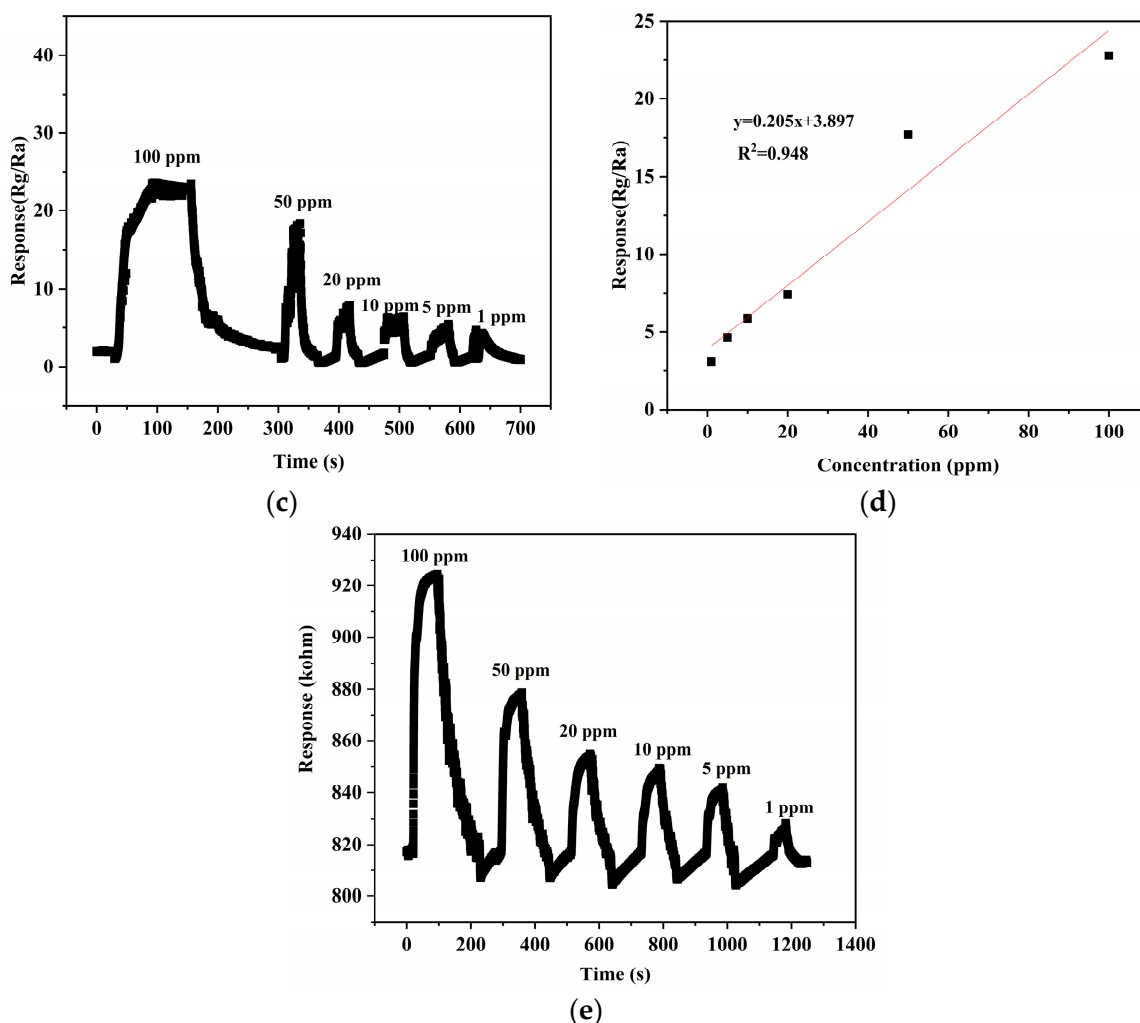 40
30
20
10
0
Response(Rg/Ra)
100 ppm
50 ppm
20 ppm
10 ppm
5 ppm
1 ppm
0 100 200 300 400 500 600 700
Time (s)
(c)
25
20
15
10
5
0
Response(Rg/Ra)
y=0.205x+3.897
R²=0.948
0 20 40 60 80 100
Concentration (ppm)
(d)
940
920
900
880
860
840
820
800
Response (kohm)
100 ppm
50 ppm
20 ppm
10 ppm
5 ppm
1 ppm
0 200 400 600 800 1000 1200 1400
Time (s)
(e)